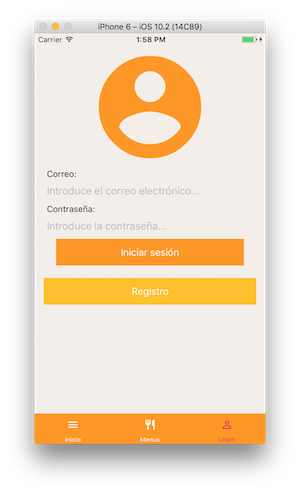 iPhone 6 – iOS 10.2 (14C89)
Carrier 1:58 PM
Correo:
Introduce el correo electrónico...
Contraseña:
Introduce la contraseña...
Iniciar sesión
Registro
Inicio Menus Login